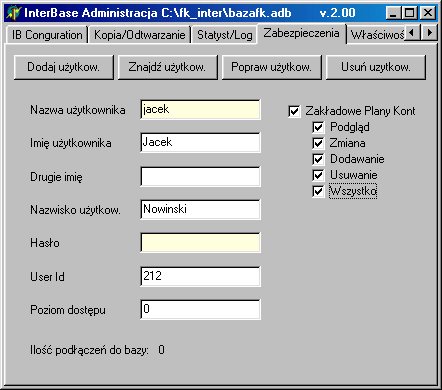 InterBase Administracja C:\fk_inter\bazafk.adb v.2.00
IB Conguration Kopia/Odtwarzanie Statyst/Log Zabezpieczenia Właściwoś
Dodaj użytkow. Znajdź użytkow. Popraw użytkow. Usuń uzytkow.
Nazwa użytkownika jacek
Zakładowe Plany Kont
Podgląd
Imię użytkownika Jacek
Zmiana
Dodawanie
Drugie imię
Usuwanie
Wszystko
Nazwisko użytkow. Nowinski
Hasło
User Id 212
Poziom dostępu 0
Ilość podłączeń do bazy: 0